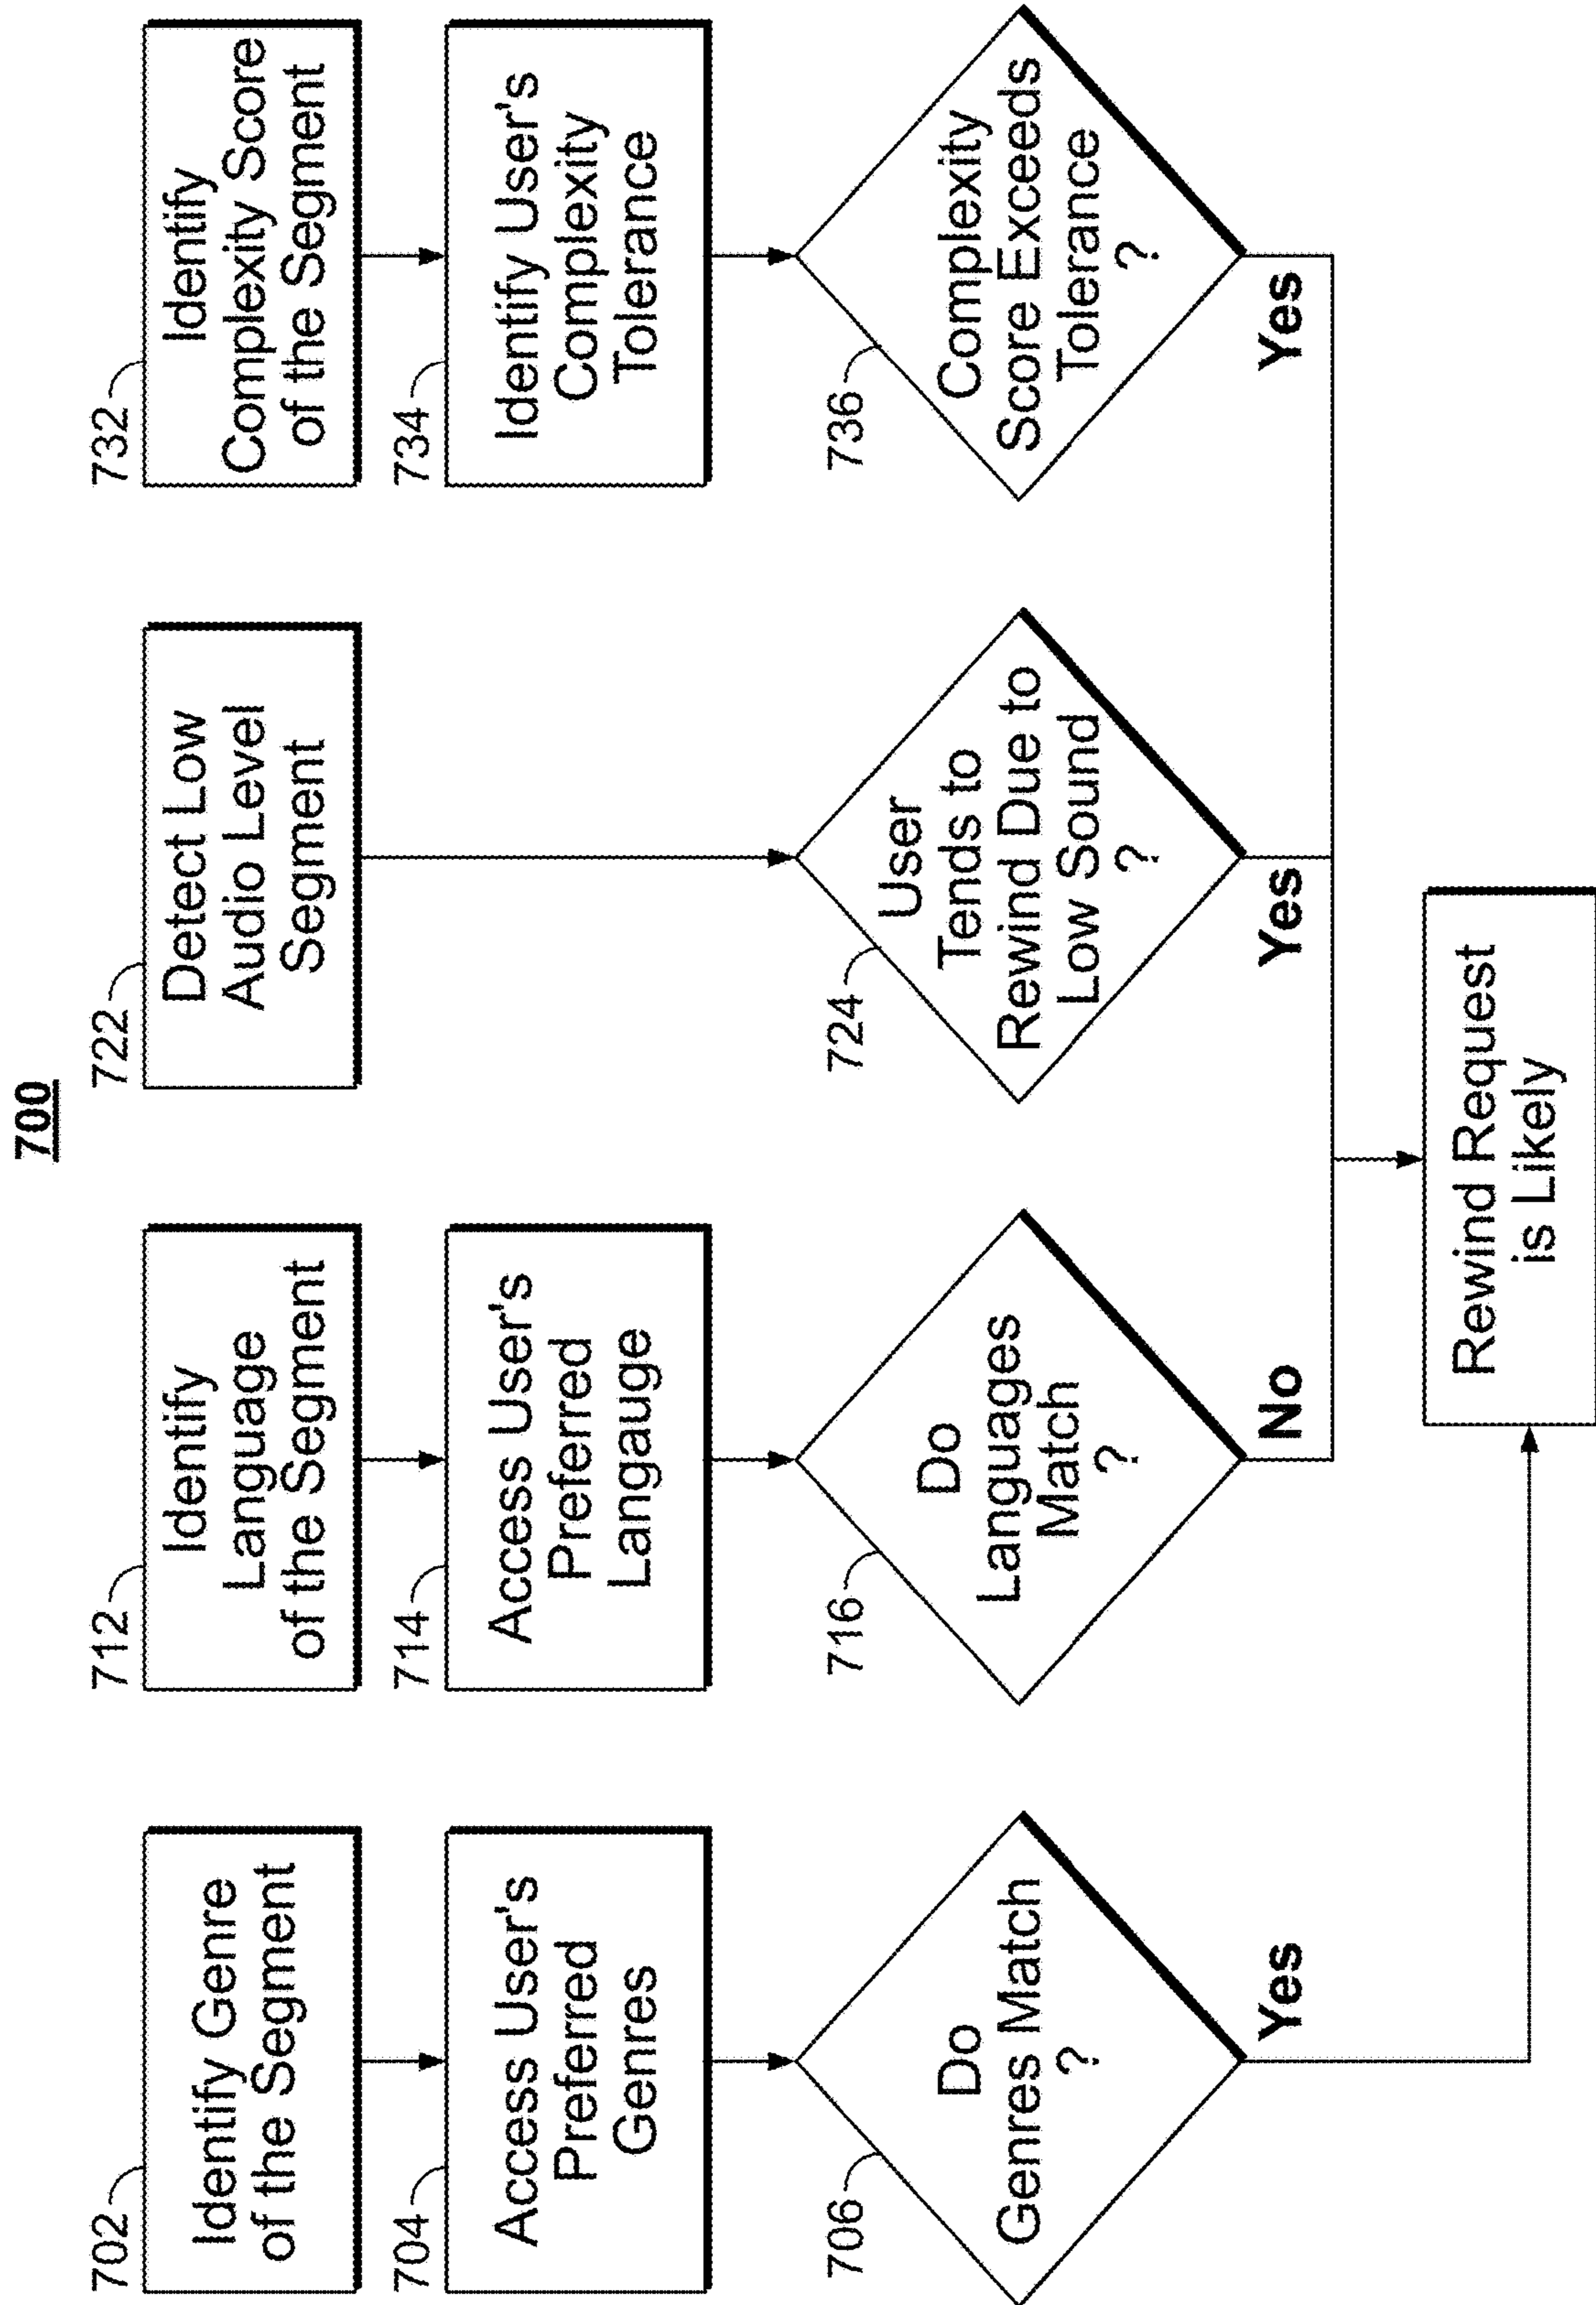 700
702
Identify Genre
of the Segment
704
Access User's
Preferred
Genres
706
Do
Genres Match
?
Yes
712
Identify
Language
of the Segment
714
Access User's
Preferred
Langauge
716
Do
Languages
Match
?
No
722
Detect Low
Audio Level
Segment
724
User
Tends to
Rewind Due to
Low Sound
?
Yes
732
Identify
Complexity Score
of the Segment
734
Identify User's
Complexity
Tolerance
736
Complexity
Score Exceeds
Tolerance
?
Yes
Rewind Request
is Likely